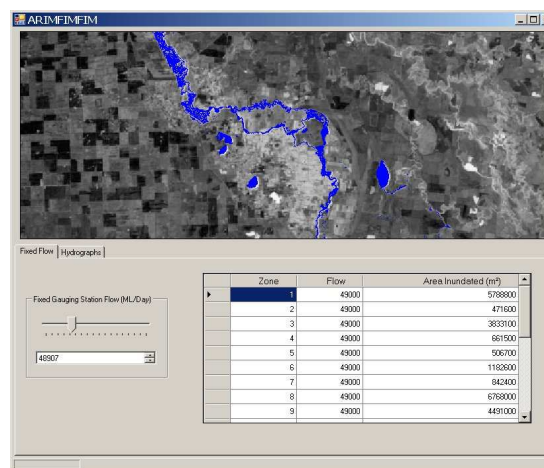 ARIMFIMFIM
Fixed Flow Hydrographs
Fixed Gauging Station Flow (ML/Day)
48907
Zone Flow Area Inundated (m²)
1 49000 5788800
2 49000 471600
3 49000 3833100
4 49000 661500
5 49000 506700
6 49000 1182600
7 49000 842400
8 49000 6768000
9 49000 4491000